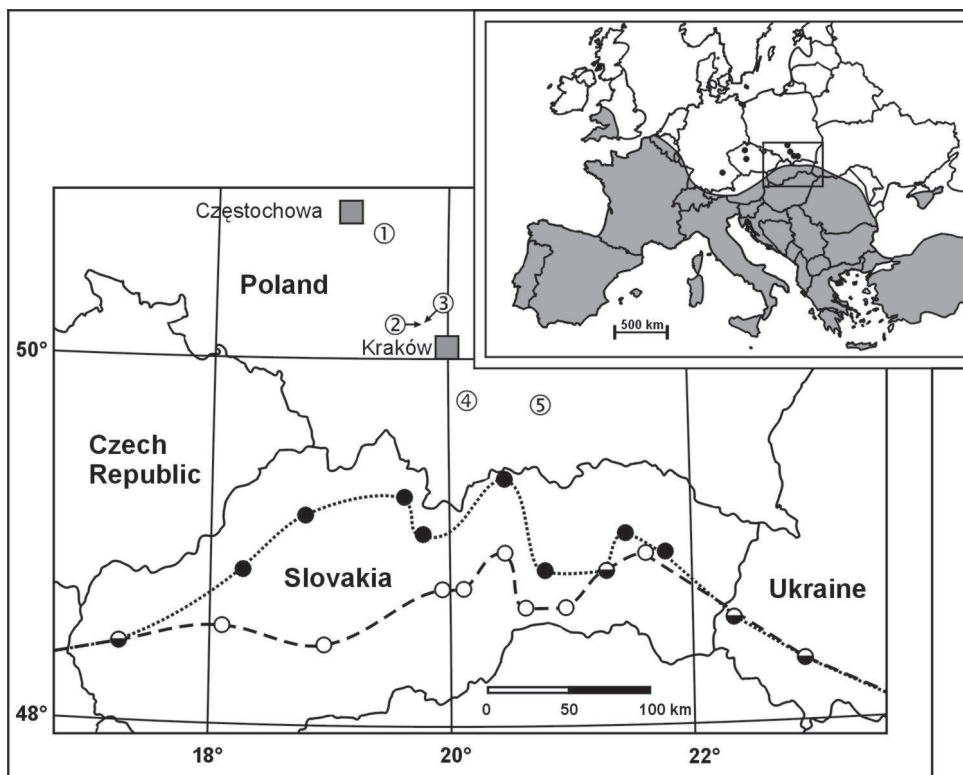 500 km
Częstochowa
①
Poland
③
②
50°
Kraków
④
⑤
Czech
Republic
Slovakia
Ukraine
0 50 100 km
48°
18° 20° 22°